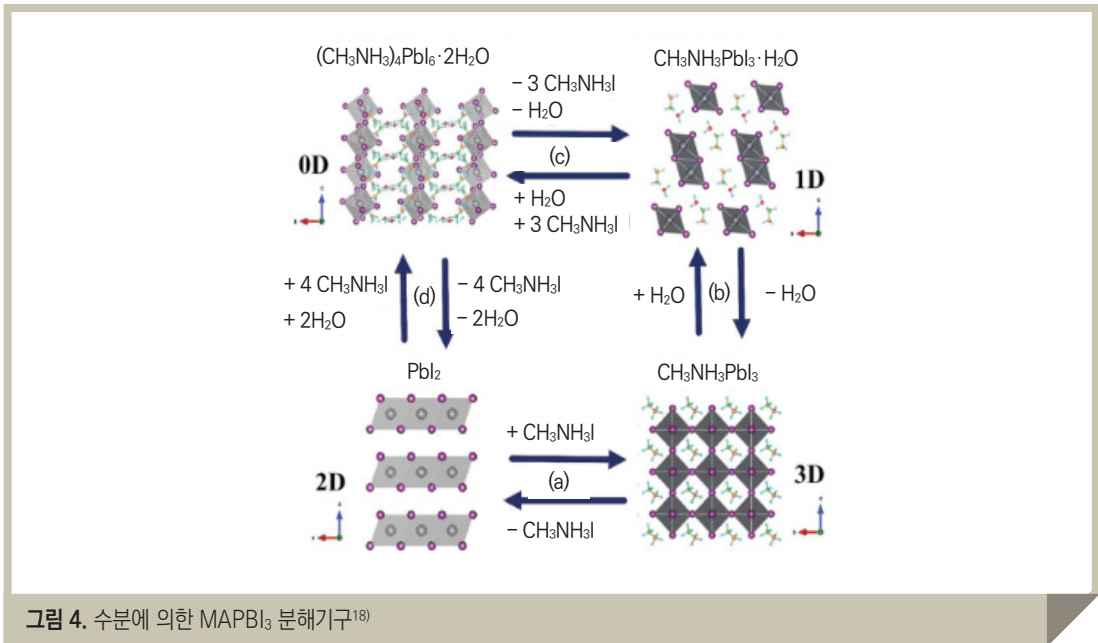 (CH₃NH₃)₄PbI₆·2H₂O
CH₃NH₃PbI₃·H₂O
− 3 CH₃NH₃I
− H₂O
(c)
+ H₂O
+ 3 CH₃NH₃I
0D
1D
+ 4 CH₃NH₃I
+ 2H₂O
(d)
− 4 CH₃NH₃I
− 2H₂O
+ H₂O
(b)
− H₂O
PbI₂
CH₃NH₃PbI₃
+ CH₃NH₃I
(a)
− CH₃NH₃I
2D
3D
그림 4. 수분에 의한 MAPBI₃ 분해기구¹⁸⁾